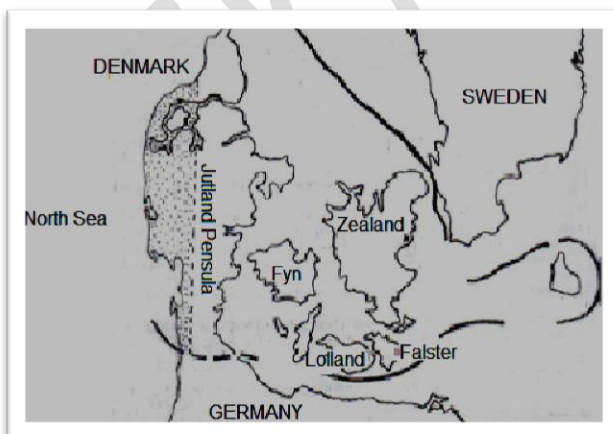 DENMARK
SWEDEN
North Sea
Jutland Pensula
Zealand
Fyn
Lolland
Falster
GERMANY